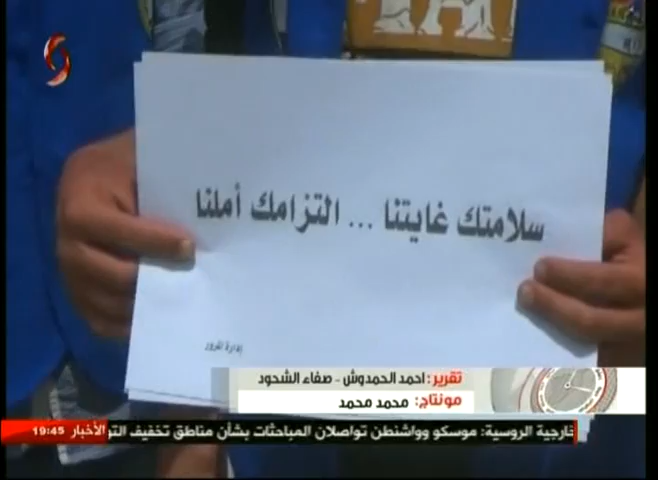 سلامتك غايتنا ... التزامك أملنا
إدارة المرور
تقرير: احمد الحمدوش - صفاء الشحود
مونتاج: محمد محمد
خارجية الروسية: موسكو وواشنطن تواصلان المباحثات بشأن مناطق تخفيف التر
الأخبار 19:45